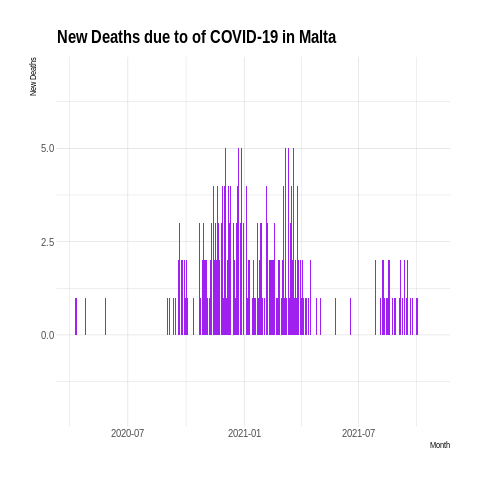 New Deaths due to of COVID-19 in Malta
New Deaths
5.0
2.5
0.0
2020-07 2021-01 2021-07
Month